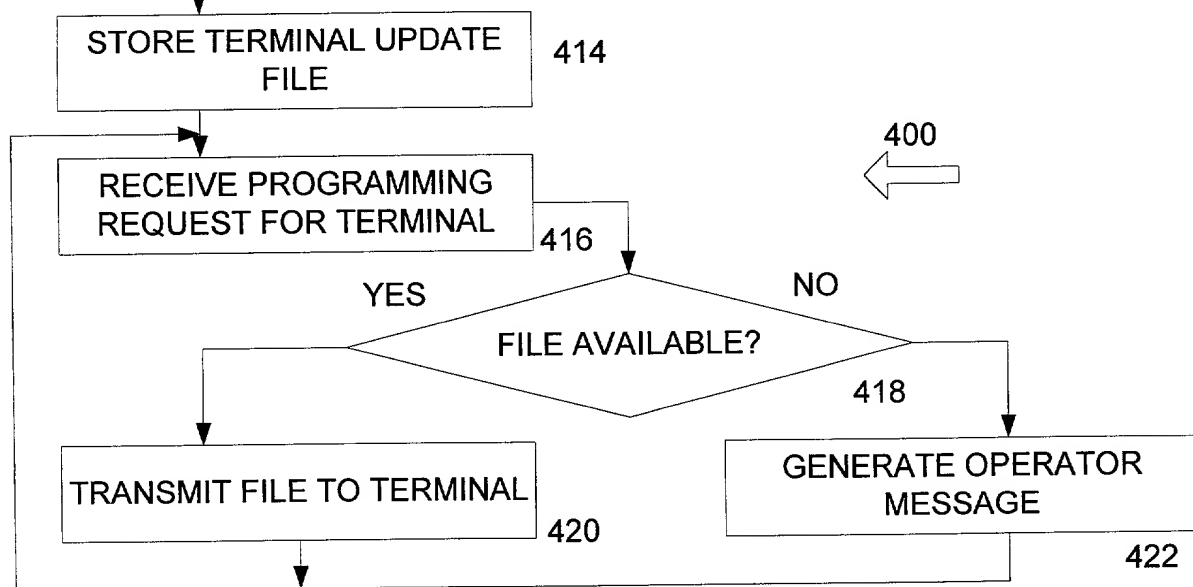 STORE TERMINAL UPDATE
FILE
414
400
RECEIVE PROGRAMMING
REQUEST FOR TERMINAL
416
YES
NO
FILE AVAILABLE?
418
TRANSMIT FILE TO TERMINAL
420
GENERATE OPERATOR
MESSAGE
422